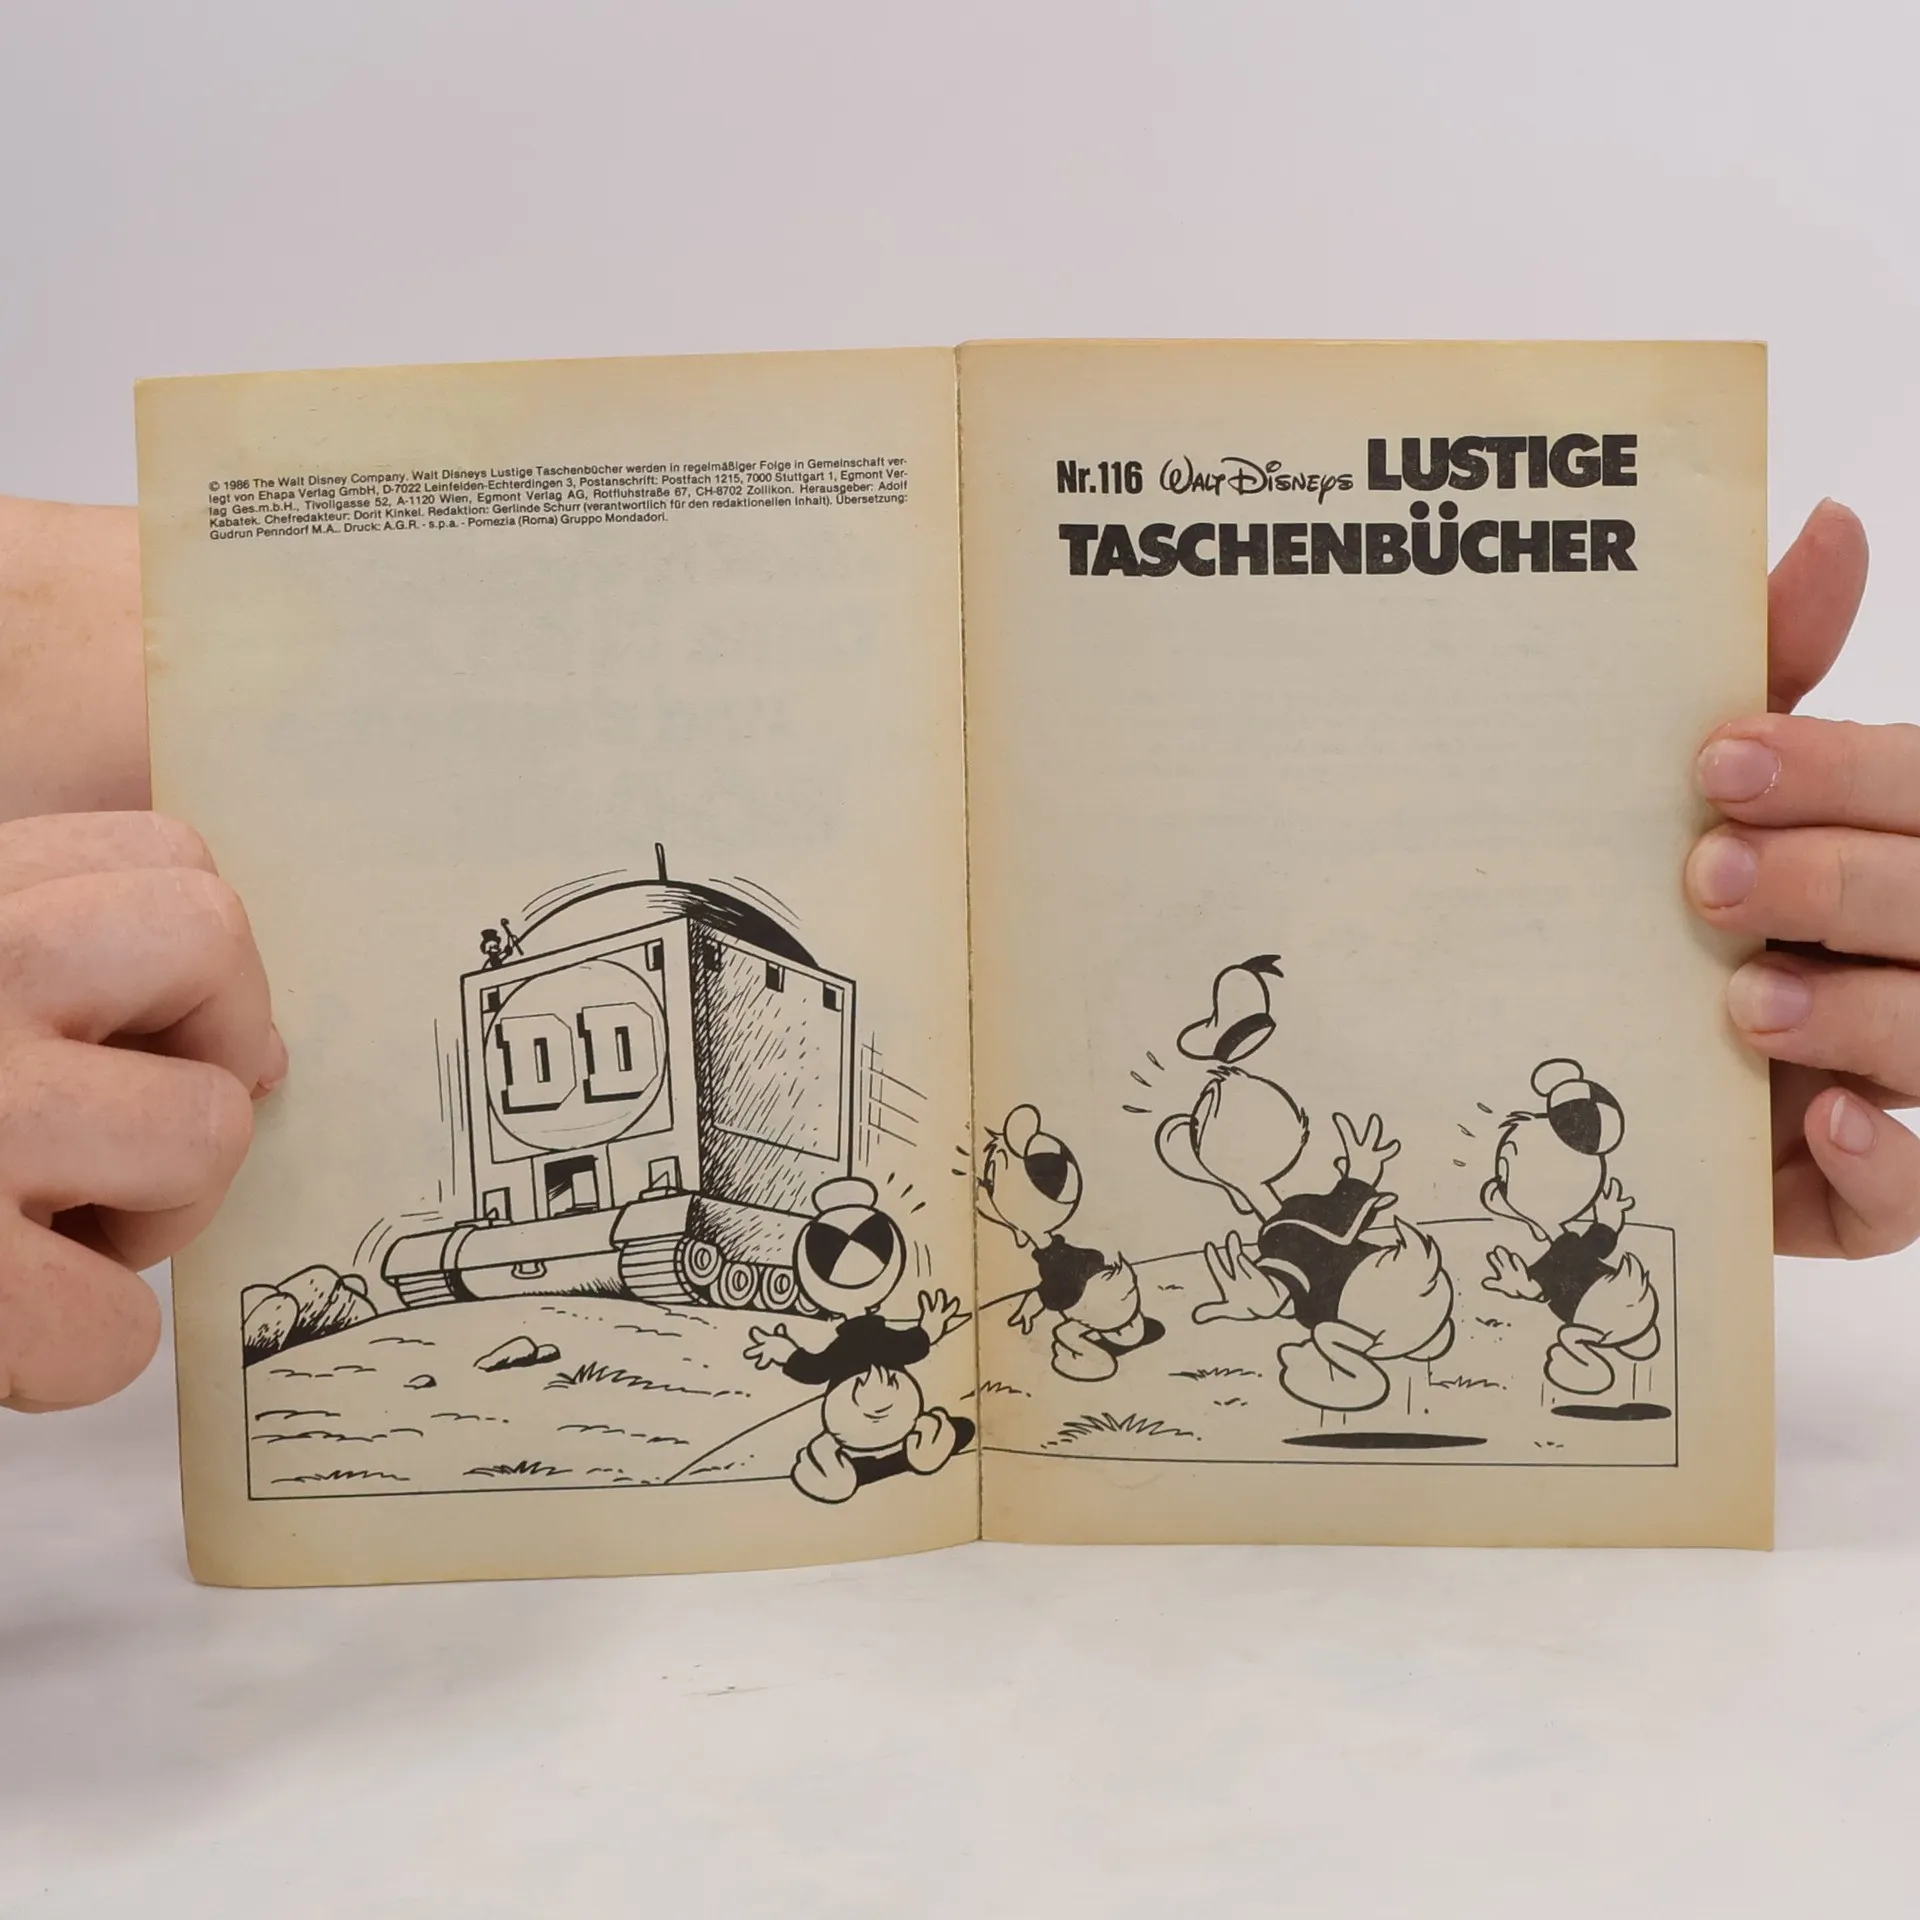 © 1986 The Walt Disney Company. Walt Disneys Lustige Taschenbücher werden in regelmäßiger Folge in Gemeinschaft ver-
legt von Ehapa Verlag GmbH, D-7022 Leinfelden-Echterdingen 3, Postanschrift: Postfach 1215, 7000 Stuttgart 1, Egmont Ver-
lag Ges.m.b.H., Tivoligasse 52, A-1120 Wien, Egmont Verlag AG, Rotfluhstraße 67, CH-8702 Zollikon. Herausgeber: Adolf
Kabatek. Chefredakteur: Dorit Kinkel. Redaktion: Gerlinde Schurr (verantwortlich für den redaktionellen Inhalt). Übersetzung:
Gudrun Penndorf M.A.. Druck: A.G.R. - s.p.a. - Pomezia (Roma) Gruppo Mondadori.
DD
Nr.116 WALT DISNEYS LUSTIGE
TASCHENBÜCHER